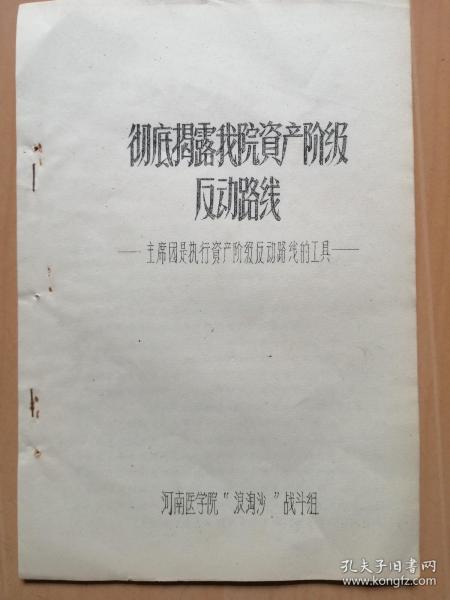 彻底揭露我院資产阶级
反动路线
——主席团是执行資产阶级反动路线的工具——
河南医学院“浪淘沙”战斗组
孔夫子旧书网
www.kongfz.com